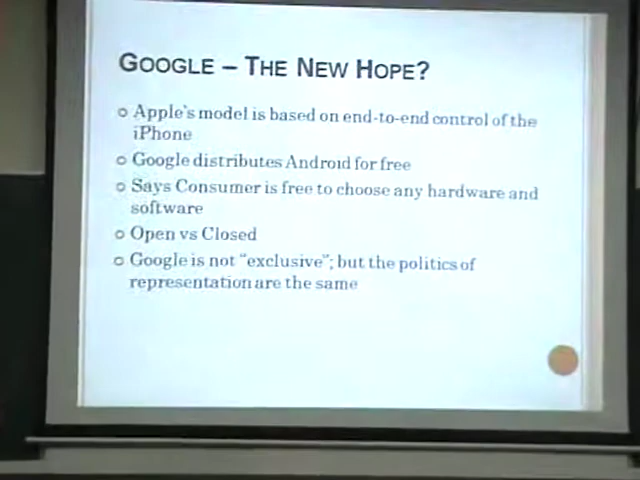 GOOGLE – THE NEW HOPE?
Apple's model is based on end-to-end control of the
iPhone
Google distributes Android for free
Says Consumer is free to choose any hardware and
software
Open vs Closed
Google is not "exclusive"; but the politics of
representation are the same